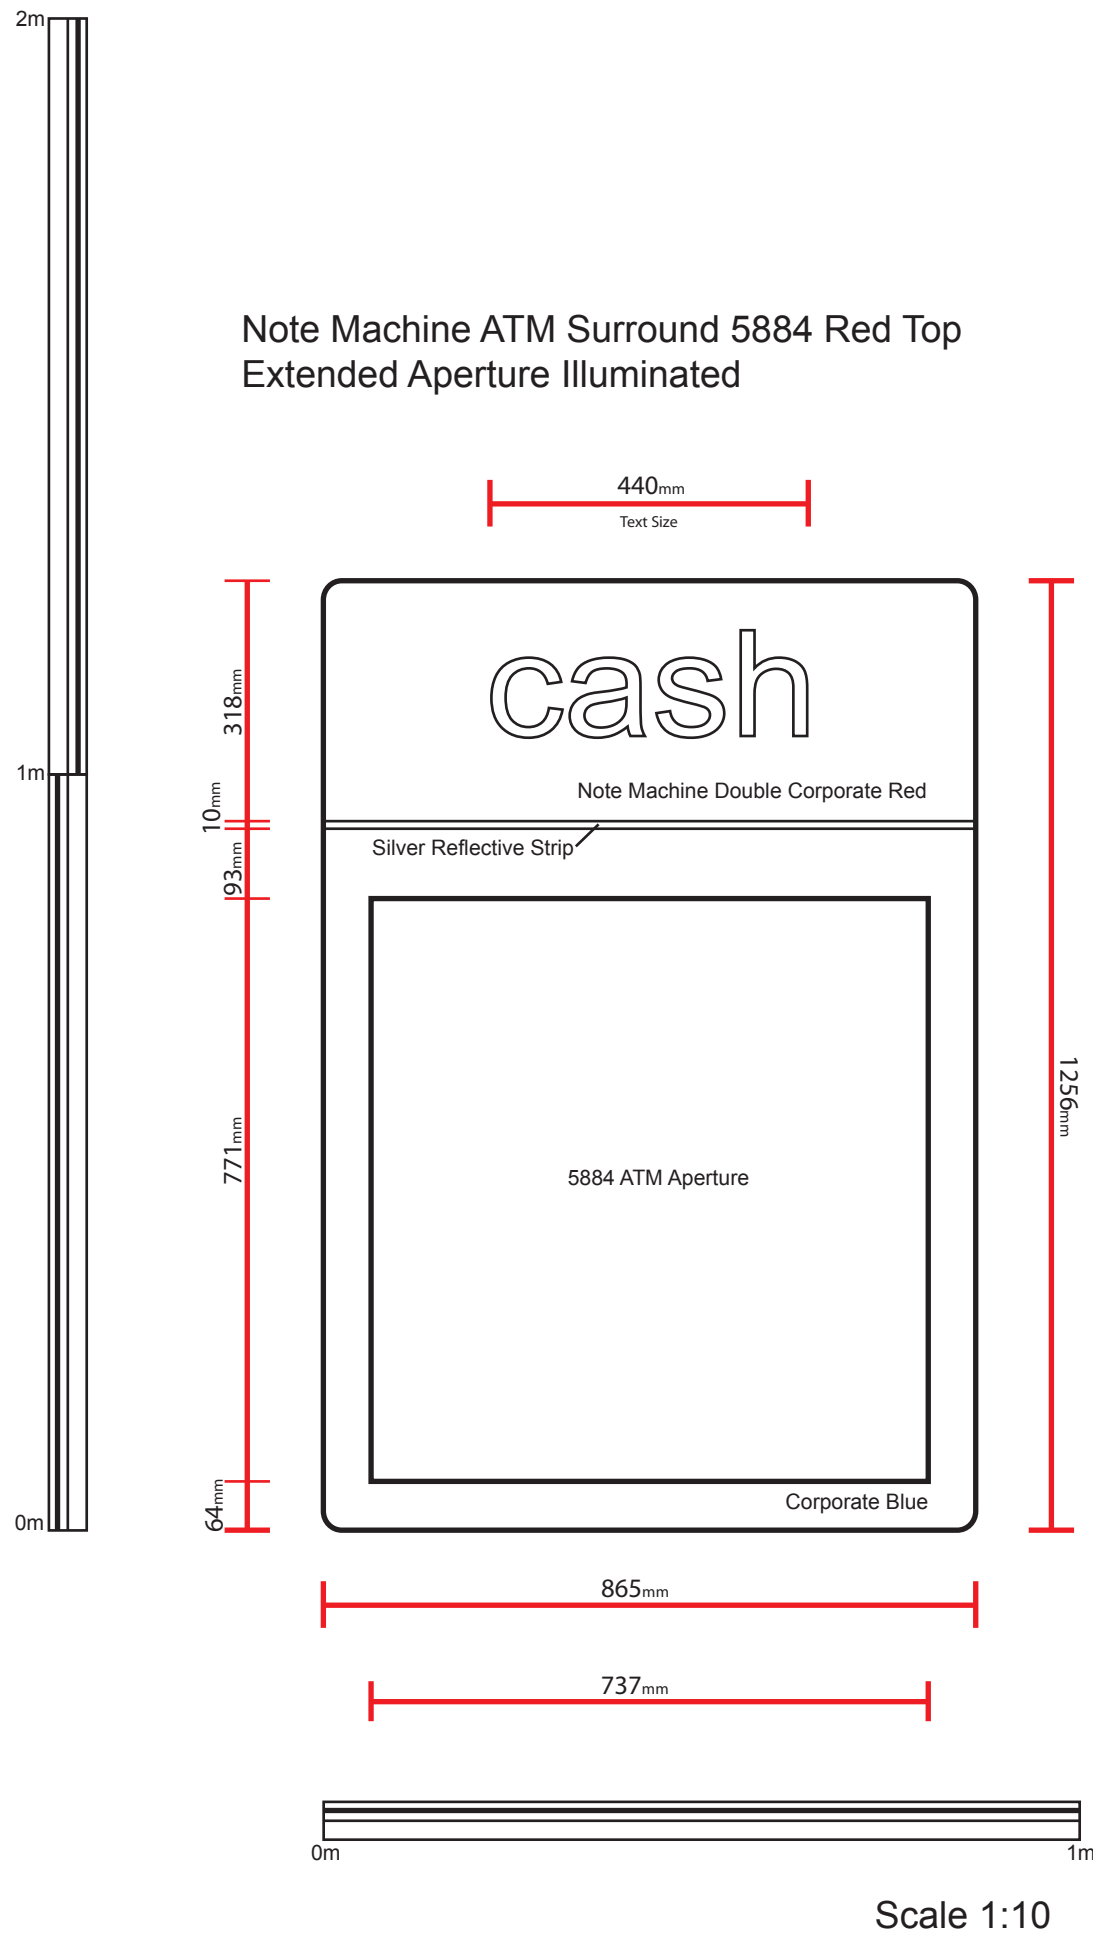 2m
Note Machine ATM Surround 5884 Red Top
Extended Aperture Illuminated
440mm
Text Size
cash
318mm
1m
Note Machine Double Corporate Red
10mm
Silver Reflective Strip
93mm
1256mm
771mm
5884 ATM Aperture
64mm
Corporate Blue
0m
865mm
737mm
0m
1m
Scale 1:10